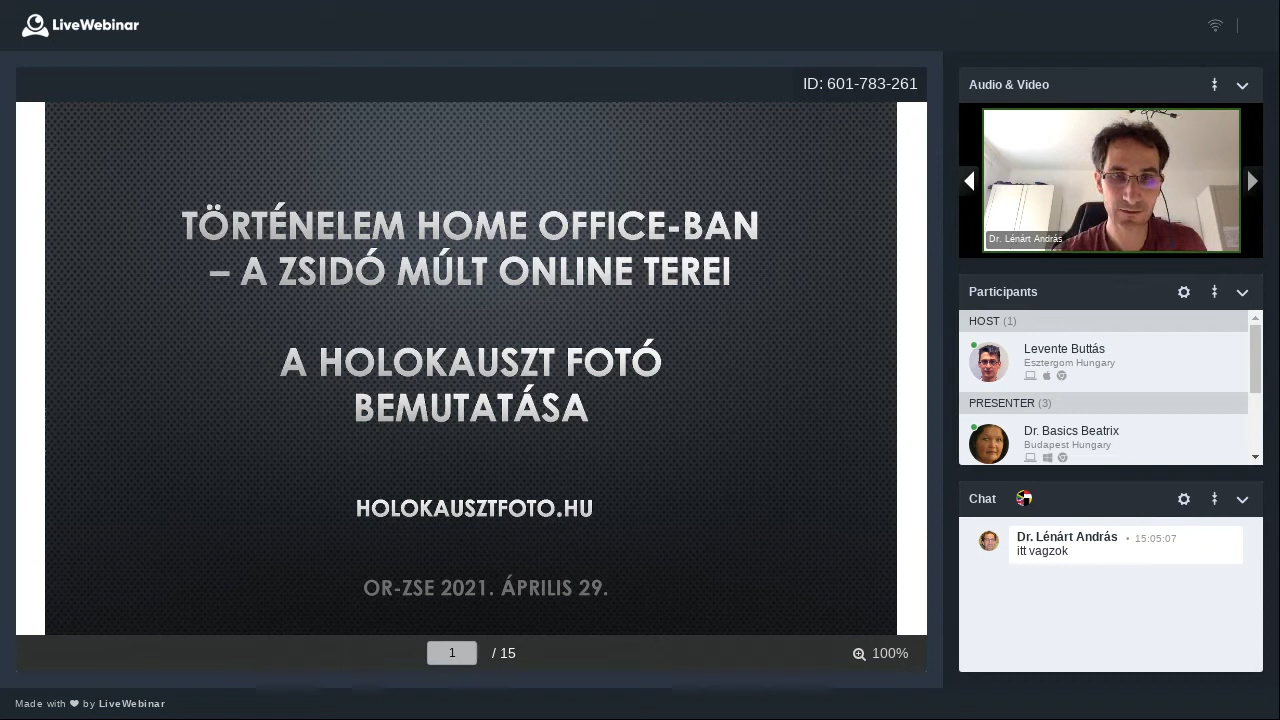 LiveWebinar
ID: 601-783-261
TÖRTÉNELEM HOME OFFICE-BAN
– A ZSIDÓ MÚLT ONLINE TEREI
A HOLOKAUSZT FOTÓ
BEMUTATÁSA
HOLOKAUSZTFOTO.HU
OR-ZSE 2021. ÁPRILIS 29.
1 / 15
100%
Audio & Video
Dr. Lénárt András
Participants
HOST (1)
Levente Buttás
Esztergom Hungary
PRESENTER (3)
Dr. Basics Beatrix
Budapest Hungary
Chat
Dr. Lénárt András • 15:05:07
itt vagzok
Made with ❤ by LiveWebinar